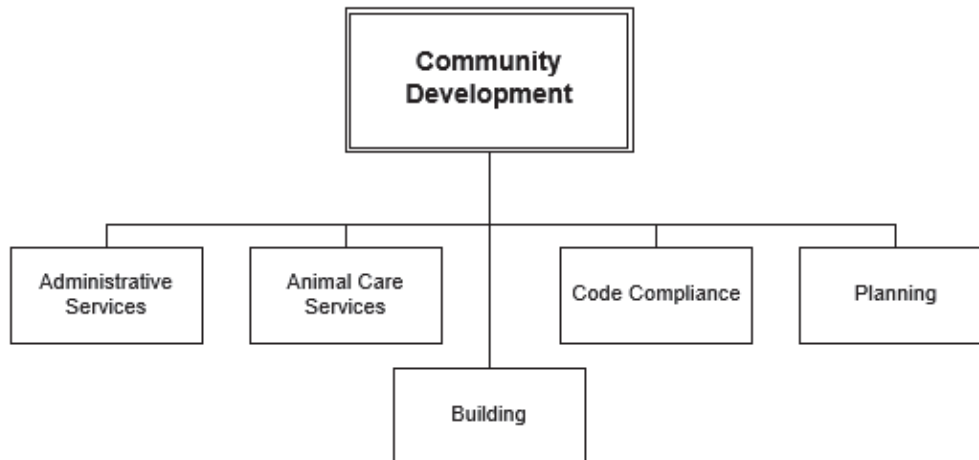 Community
Development
Administrative
Services
Animal Care
Services
Code Compliance
Planning
Building